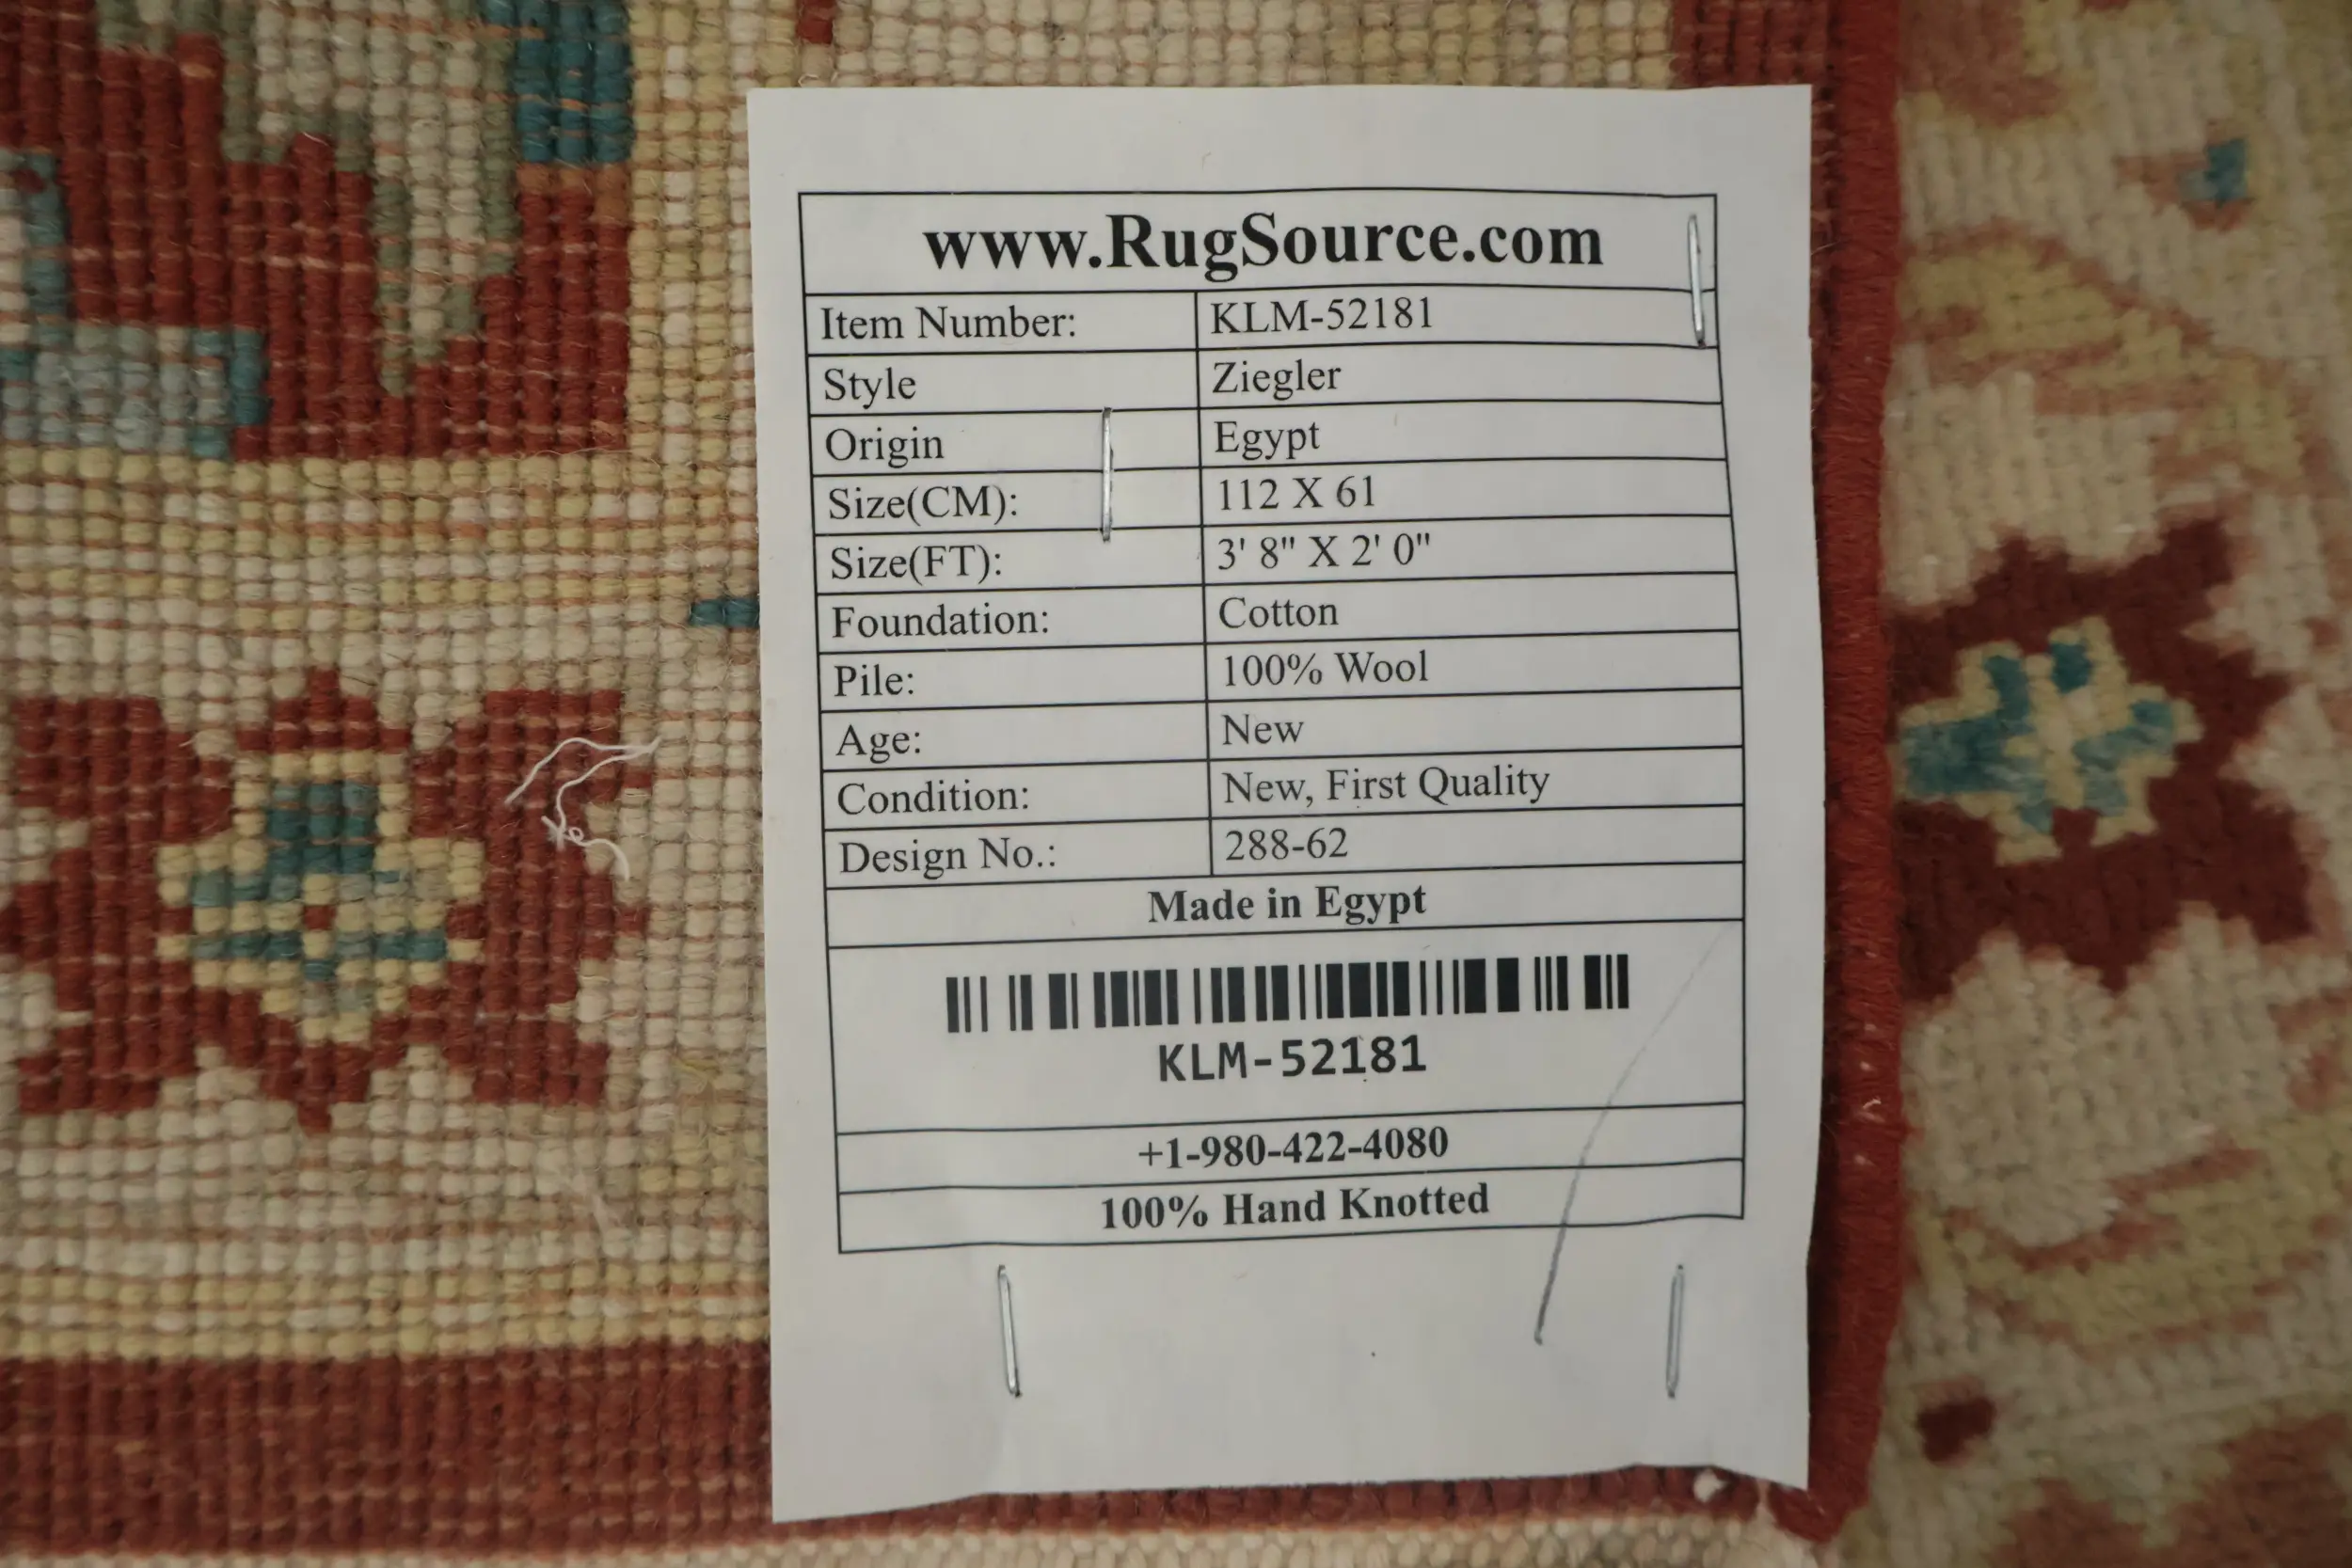 www.RugSource.com
Item Number: KLM-52181
Style Ziegler
Origin Egypt
Size(CM): 112 X 61
Size(FT): 3' 8" X 2' 0"
Foundation: Cotton
Pile: 100% Wool
Age: New
Condition: New, First Quality
Design No.: 288-62
Made in Egypt
KLM-52181
+1-980-422-4080
100% Hand Knotted